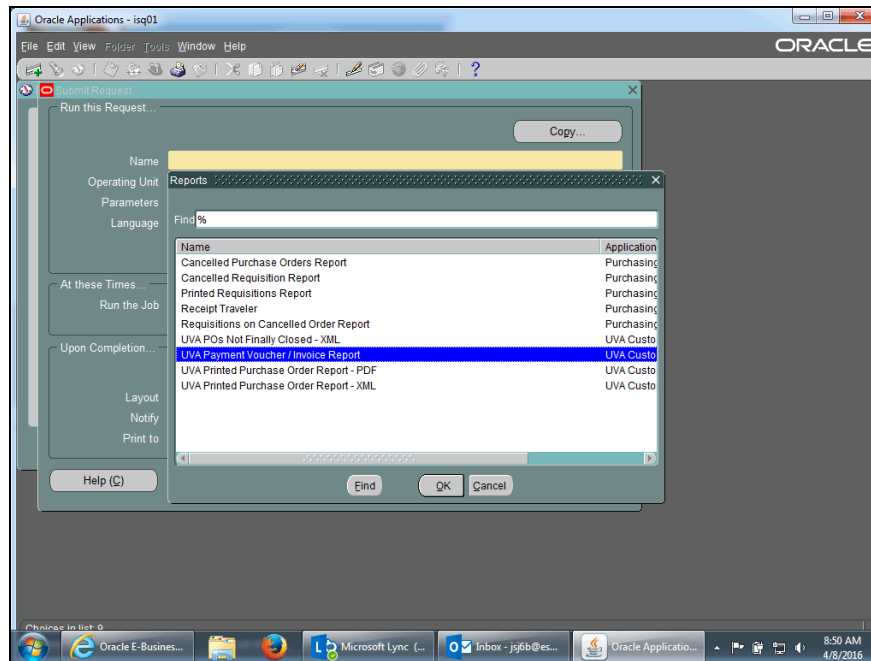 Oracle Applications - isq01
File Edit View Folder Tools Window Help
ORACLE
Submit Request
Run this Request...
Copy...
Name
Operating Unit
Parameters
Language
At these Times...
Run the Job
Upon Completion...
Layout
Notify
Print to
Help (C)
Reports
Find %
Name Application
Cancelled Purchase Orders Report Purchasing
Cancelled Requisition Report Purchasing
Printed Requisitions Report Purchasing
Receipt Traveler Purchasing
Requisitions on Cancelled Order Report Purchasing
UVA POs Not Finally Closed - XML UVA Custo
UVA Payment Voucher / Invoice Report UVA Custo
UVA Printed Purchase Order Report - PDF UVA Custo
UVA Printed Purchase Order Report - XML UVA Custo
Find OK Cancel
Choices in list: 9
Oracle E-Busines... Microsoft Lync (... Inbox - jsj6b@es... Oracle Applicatio... 8:50 AM
4/8/2016